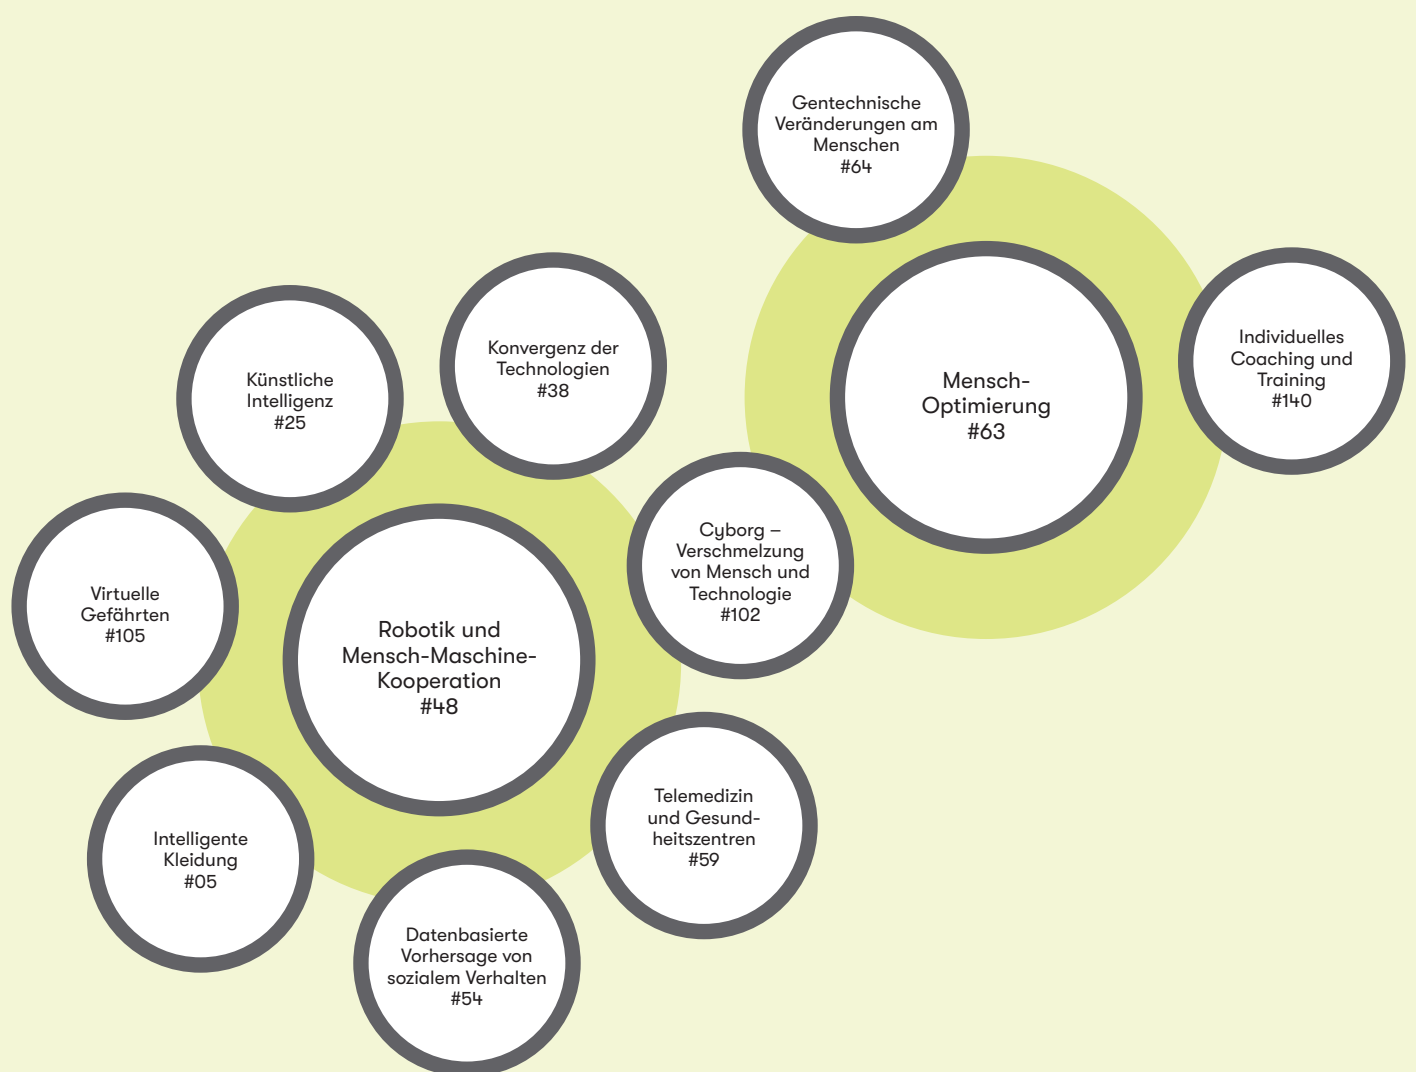 Gentechnische
Veränderungen am
Menschen
#64
Individuelles
Coaching und
Training
#140
Mensch-
Optimierung
#63
Konvergenz der
Technologien
#38
Künstliche
Intelligenz
#25
Cyborg –
Verschmelzung
von Mensch und
Technologie
#102
Virtuelle
Gefährten
#105
Robotik und
Mensch-Maschine-
Kooperation
#48
Telemedizin
und Gesund-
heitszentren
#59
Intelligente
Kleidung
#05
Datenbasierte
Vorhersage von
sozialem Verhalten
#54